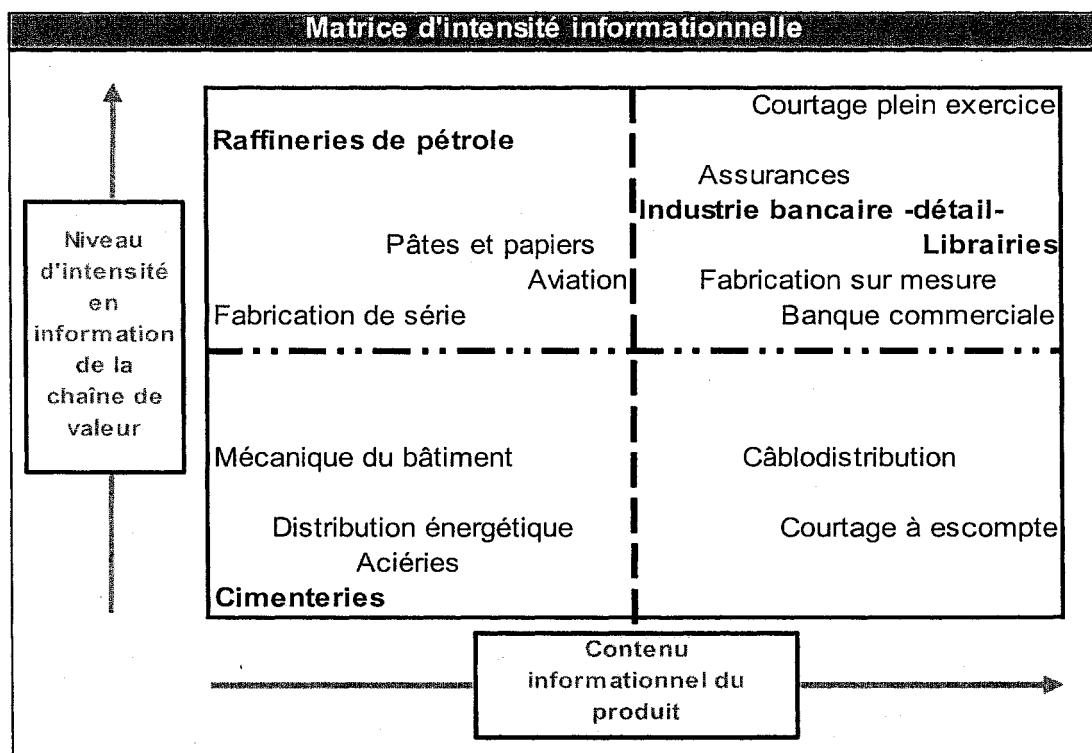 Matrice d'intensité informationnelle
Courtage plein exercice
Raffineries de pétrole
Assurances
Industrie bancaire -détail-
Librairies
Pâtes et papiers
Aviation
Fabrication sur mesure
Fabrication de série
Banque commerciale
Niveau
d'intensité
en
information
de la
chaîne de
valeur
Mécanique du bâtiment
Câblodistribution
Distribution énergétique
Courtage à escompte
Aciéries
Cimenteries
Contenu
informationnel du
produit